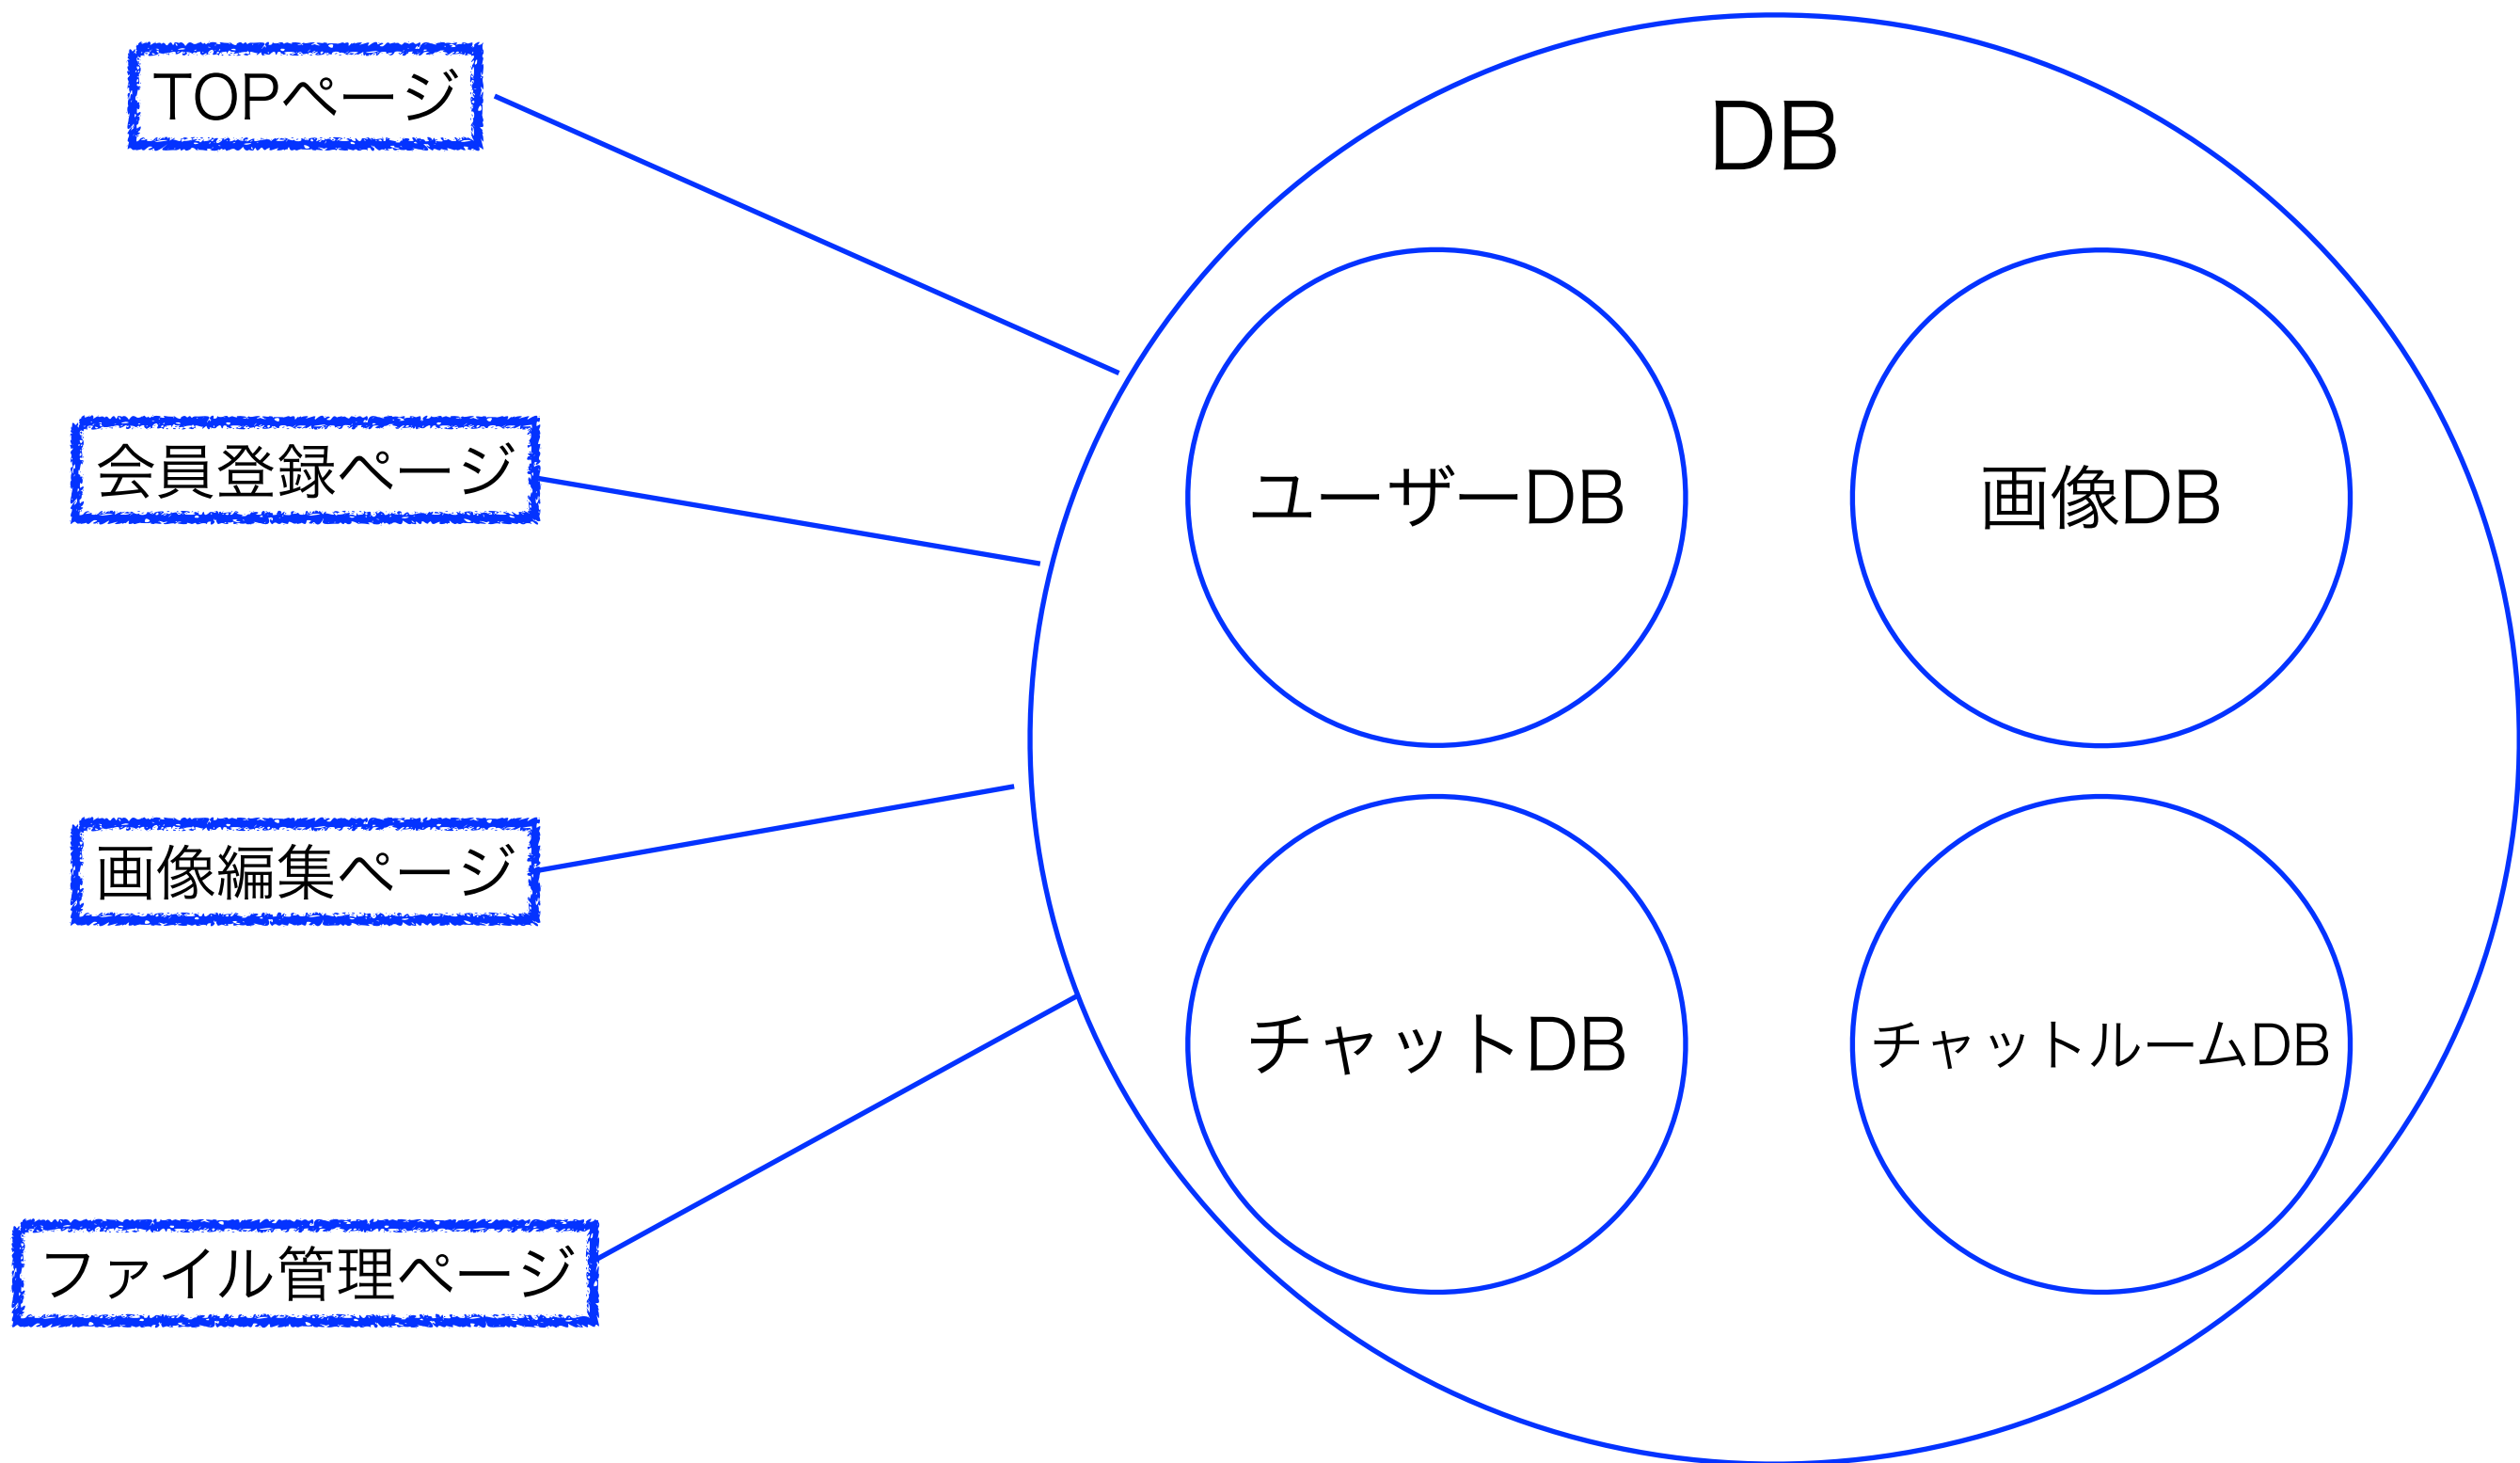 TOPページ
DB
会員登録ページ
ユーザーDB
画像DB
画像編集ページ
チャットDB
チャットルームDB
ファイル管理ページ